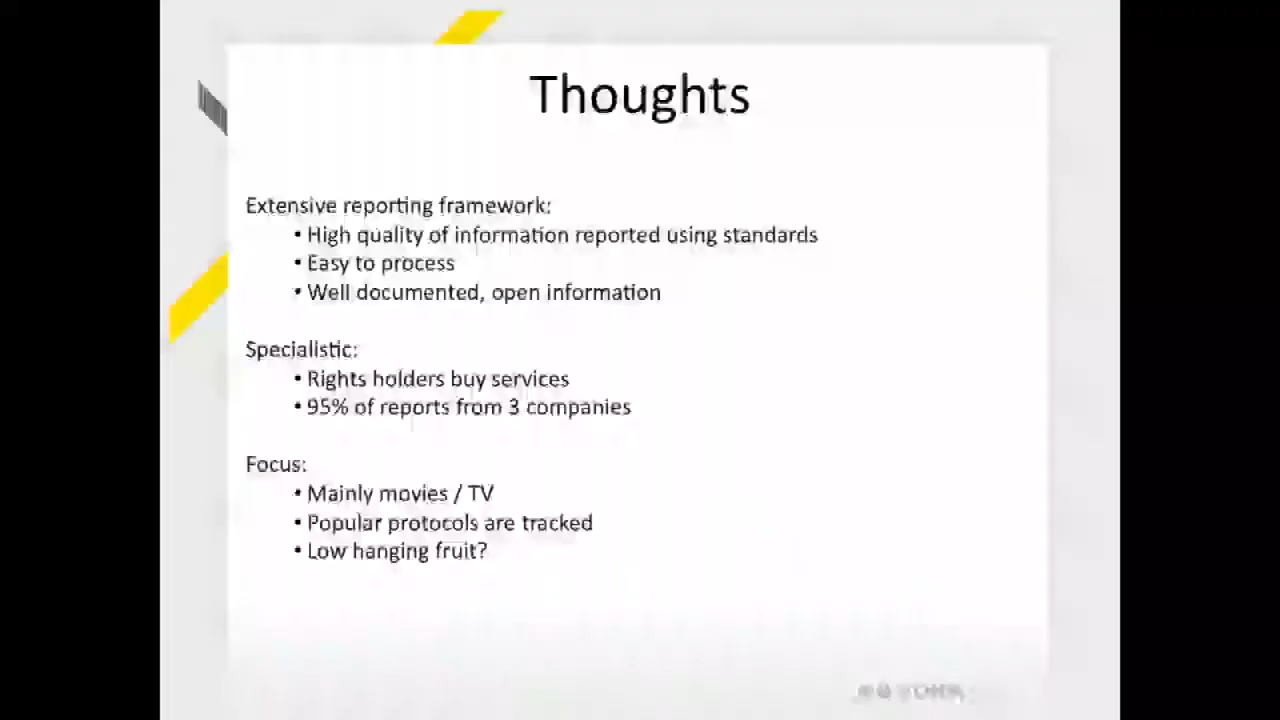 Thoughts
Extensive reporting framework:
• High quality of information reported using standards
• Easy to process
• Well documented, open information
Specialistic:
• Rights holders buy services
• 95% of reports from 3 companies
Focus:
• Mainly movies / TV
• Popular protocols are tracked
• Low hanging fruit?